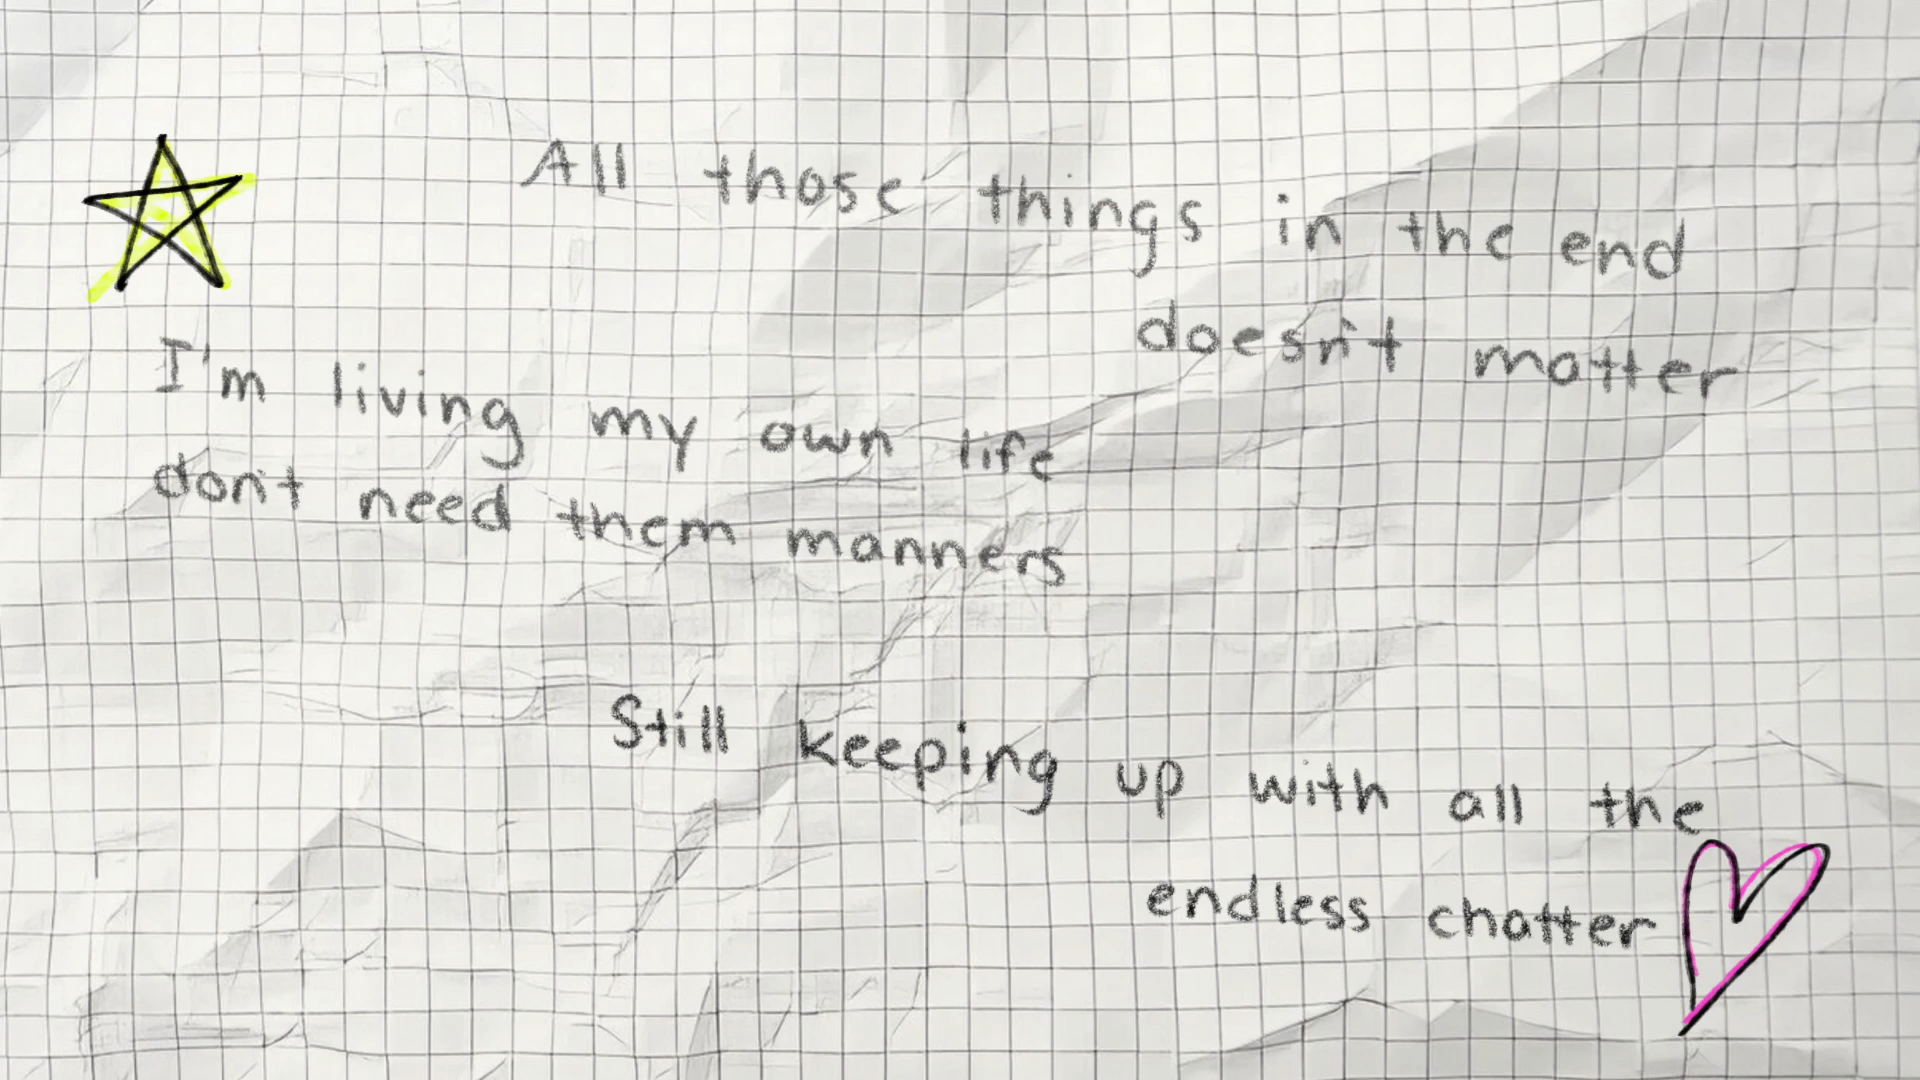 All those things in the end
doesn't matter
I'm living my own life
don't need them manners
Still keeping up with all the
endless chatter